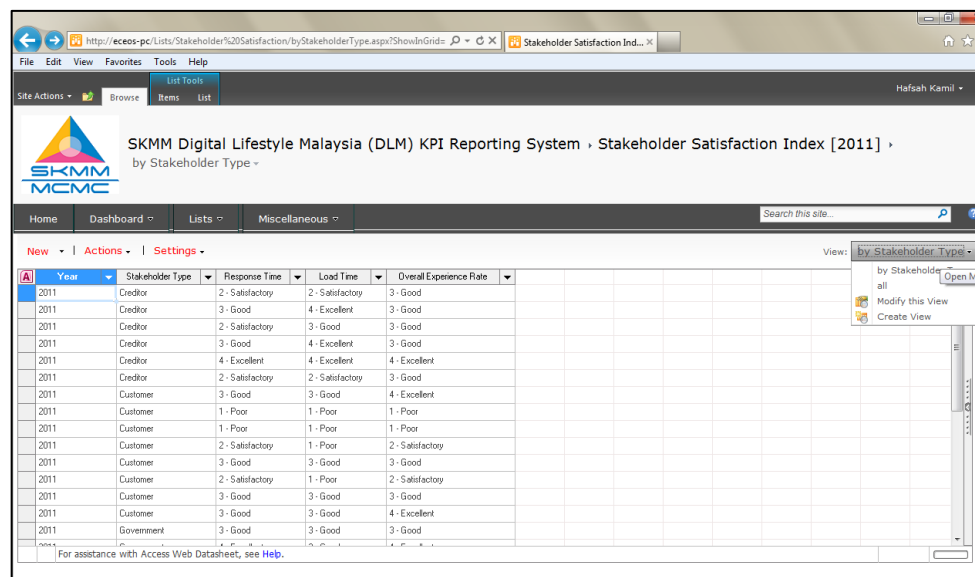 http://eceos-pc/Lists/Stakeholder%20Satisfaction/byStakeholderType.aspx?ShowInGrid=
Stakeholder Satisfaction Ind...
File Edit View Favorites Tools Help
List Tools
Site Actions Browse Items List
Hafsah Kamil
SKMM
MCMC
SKMM Digital Lifestyle Malaysia (DLM) KPI Reporting System › Stakeholder Satisfaction Index [2011] ›
by Stakeholder Type
Home Dashboard Lists Miscellaneous
Search this site...
New | Actions | Settings
View: by Stakeholder Type
by Stakeholder
Open M
all
Modify this View
Create View
Year Stakeholder Type Response Time Load Time Overall Experience Rate
2011 Creditor 2 - Satisfactory 2 - Satisfactory 3 - Good
2011 Creditor 3 - Good 4 - Excellent 3 - Good
2011 Creditor 2 - Satisfactory 3 - Good 3 - Good
2011 Creditor 3 - Good 4 - Excellent 3 - Good
2011 Creditor 4 - Excellent 4 - Excellent 4 - Excellent
2011 Creditor 2 - Satisfactory 2 - Satisfactory 3 - Good
2011 Customer 3 - Good 3 - Good 4 - Excellent
2011 Customer 1 - Poor 1 - Poor 1 - Poor
2011 Customer 1 - Poor 1 - Poor 1 - Poor
2011 Customer 2 - Satisfactory 1 - Poor 2 - Satisfactory
2011 Customer 3 - Good 3 - Good 3 - Good
2011 Customer 2 - Satisfactory 1 - Poor 2 - Satisfactory
2011 Customer 3 - Good 3 - Good 3 - Good
2011 Customer 3 - Good 3 - Good 4 - Excellent
2011 Government 3 - Good 3 - Good 3 - Good
For assistance with Access Web Datasheet, see Help.